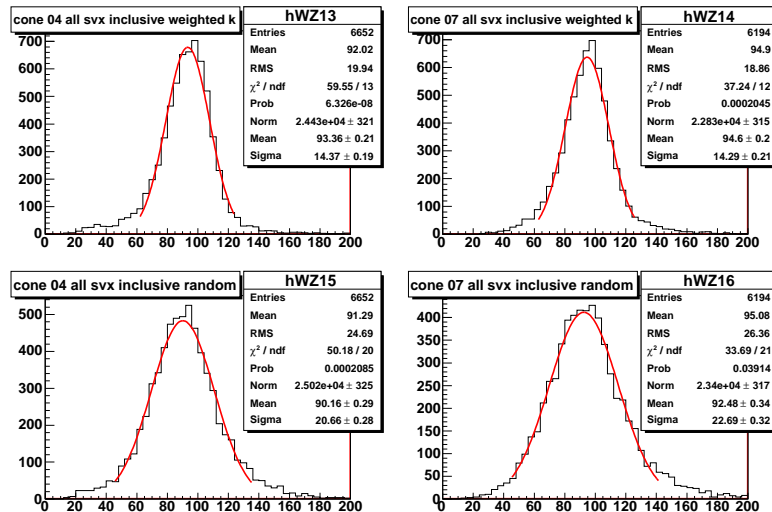 cone 04 all svx inclusive weighted k
hWZ13
Entries 6652
Mean 92.02
RMS 19.94
χ² / ndf 59.55 / 13
Prob 6.326e-08
Norm 2.443e+04 ± 321
Mean 93.36 ± 0.21
Sigma 14.37 ± 0.19
700
600
500
400
300
200
100
0
0 20 40 60 80 100 120 140 160 180 200
cone 07 all svx inclusive weighted k
hWZ14
Entries 6194
Mean 94.9
RMS 18.86
χ² / ndf 37.24 / 12
Prob 0.0002045
Norm 2.283e+04 ± 315
Mean 94.6 ± 0.2
Sigma 14.29 ± 0.21
700
600
500
400
300
200
100
0
0 20 40 60 80 100 120 140 160 180 200
cone 04 all svx inclusive random
hWZ15
Entries 6652
Mean 91.29
RMS 24.69
χ² / ndf 50.18 / 20
Prob 0.0002085
Norm 2.502e+04 ± 325
Mean 90.16 ± 0.29
Sigma 20.66 ± 0.28
500
400
300
200
100
0
0 20 40 60 80 100 120 140 160 180 200
cone 07 all svx inclusive random
hWZ16
Entries 6194
Mean 95.08
RMS 26.36
χ² / ndf 33.69 / 21
Prob 0.03914
Norm 2.34e+04 ± 317
Mean 92.48 ± 0.34
Sigma 22.69 ± 0.32
400
350
300
250
200
150
100
50
0
0 20 40 60 80 100 120 140 160 180 200